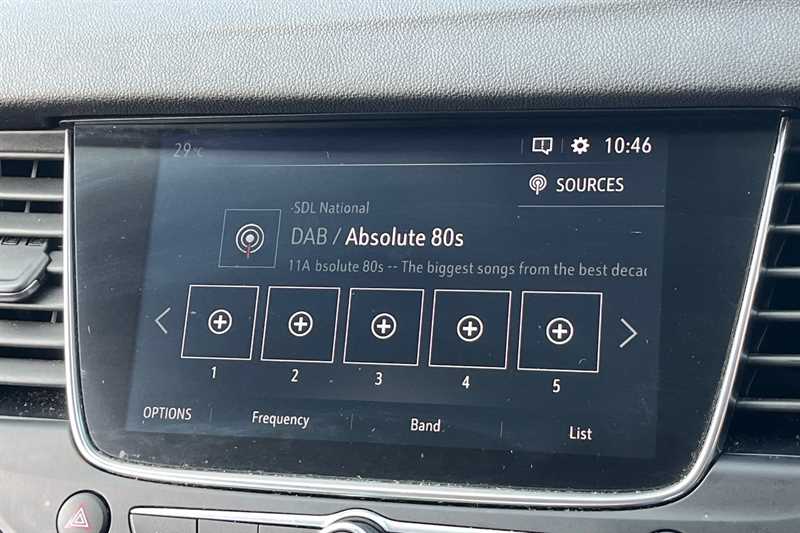 29°C
10:46
SOURCES
-SDL National
DAB / Absolute 80s
11A bsolute 80s -- The biggest songs from the best decac
1 2 3 4 5
OPTIONS Frequency Band List